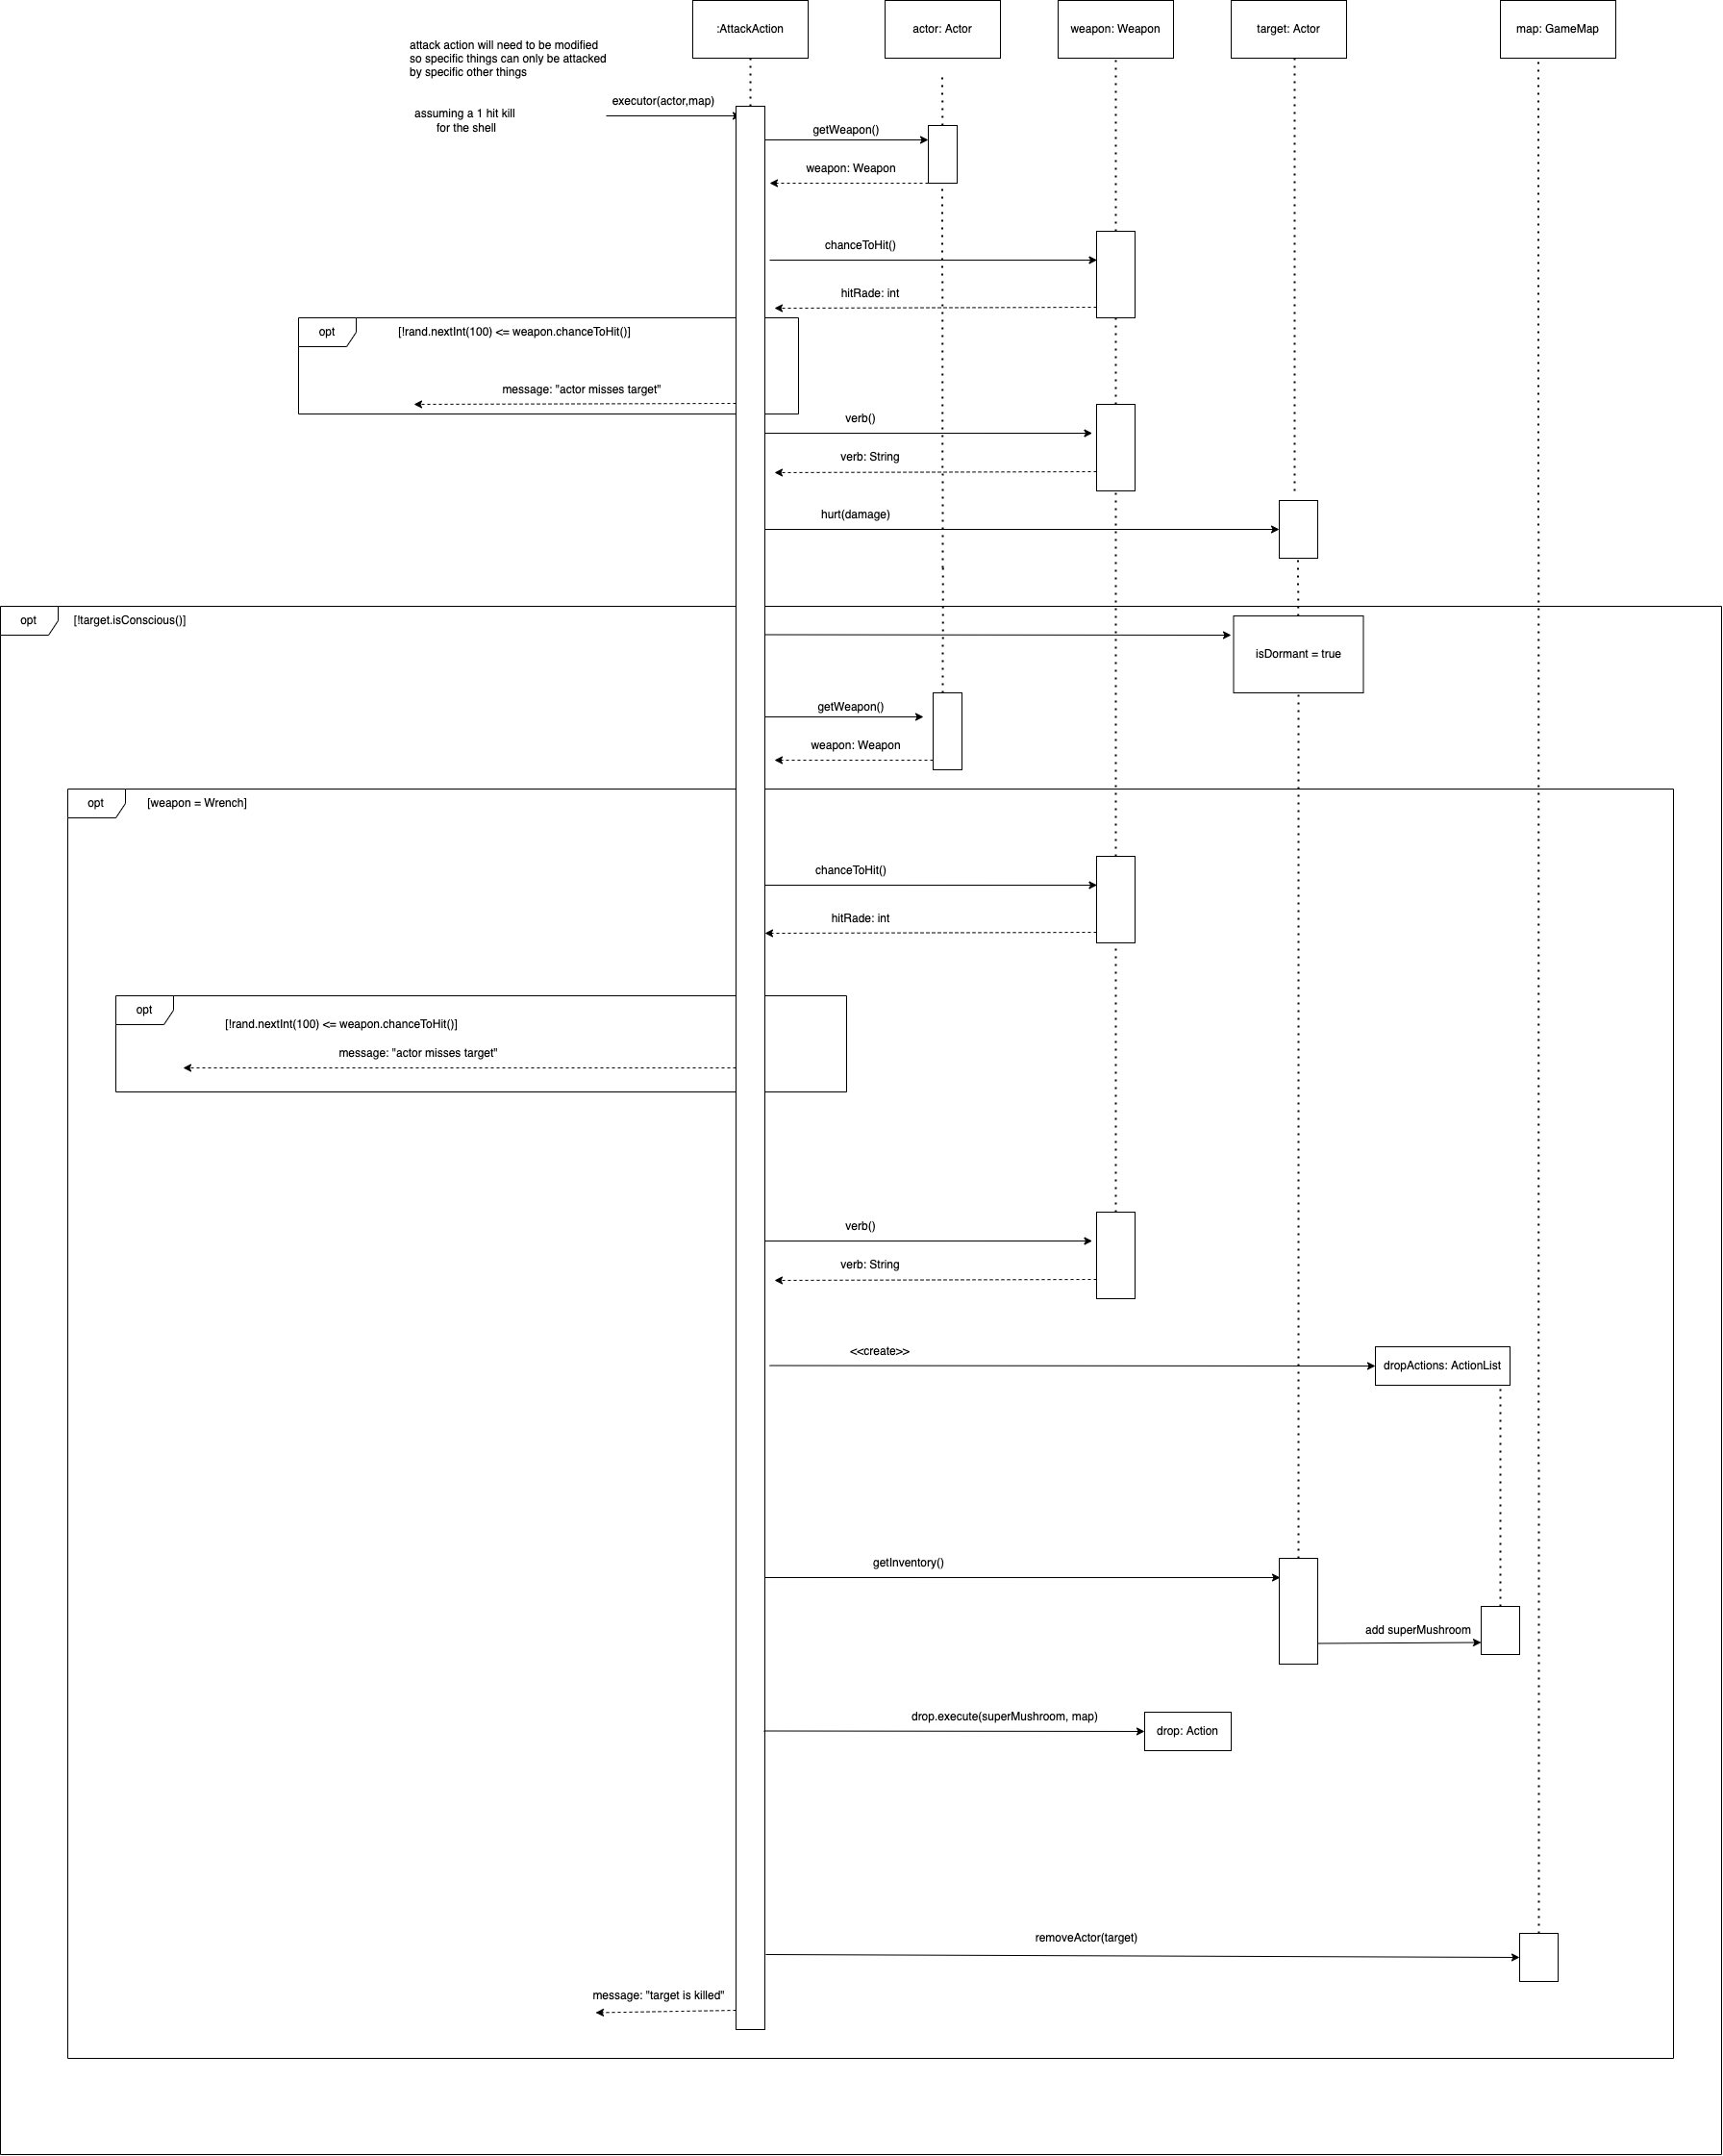 :AttackAction
actor: Actor
weapon: Weapon
target: Actor
map: GameMap
attack action will need to be modified
so specific things can only be attacked
by specific other things
assuming a 1 hit kill
for the shell
executor(actor,map)
getWeapon()
weapon: Weapon
chanceToHit()
hitRade: int
opt
[!rand.nextInt(100) <= weapon.chanceToHit()]
message: "actor misses target"
verb()
verb: String
hurt(damage)
opt
[!target.isConscious()]
isDormant = true
getWeapon()
weapon: Weapon
opt
[weapon = Wrench]
chanceToHit()
hitRade: int
opt
[!rand.nextInt(100) <= weapon.chanceToHit()]
message: "actor misses target"
verb()
verb: String
<<create>>
dropActions: ActionList
getInventory()
add superMushroom
drop.execute(superMushroom, map)
drop: Action
removeActor(target)
message: "target is killed"